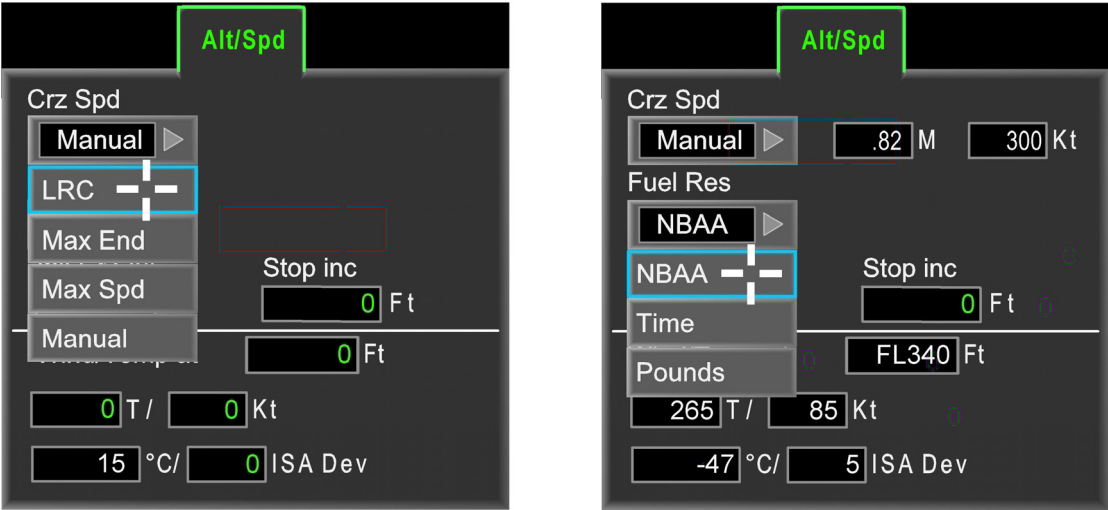 Alt/Spd
Crz Spd
Manual
LRC
Max End
Max Spd
Manual
Stop inc
0 Ft
0 Ft
0 T / 0 Kt
15 °C/ 0 ISA Dev
Alt/Spd
Crz Spd
Manual .82 M 300 Kt
Fuel Res
NBAA
NBAA
Time
Pounds
Stop inc
0 Ft
FL340 Ft
265 T / 85 Kt
-47 °C/ 5 ISA Dev